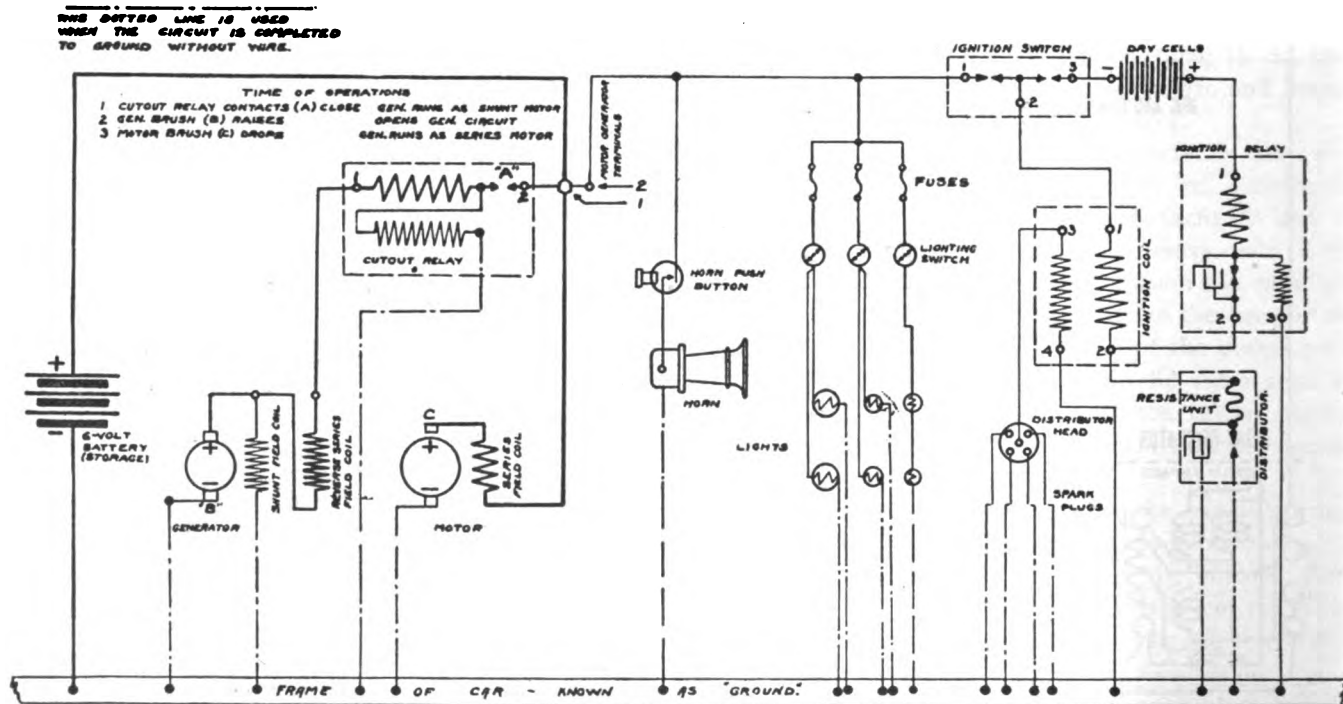 THIS DOTTED LINE IS USED
WHEN THE CIRCUIT IS COMPLETED
TO GROUND WITHOUT WIRE.
TIME OF OPERATIONS
1 CUTOUT RELAY CONTACTS (A) CLOSE GEN. RUNS AS SHUNT MOTOR
2 GEN. BRUSH (B) RAISES OPENS GEN. CIRCUIT
3 MOTOR BRUSH (C) DROPS GEN. RUNS AS SERIES MOTOR
MOTOR GENERATOR
TERMINALS
2
1
1
"A"
2
CUTOUT RELAY
IGNITION SWITCH
1
3
2
DRY CELLS
-
+
IGNITION RELAY
1
2
3
FUSES
LIGHTING
SWITCH
HORN PUSH
BUTTON
HORN
3
1
4
2
IGNITION COIL
+
-
6-VOLT
BATTERY
(STORAGE)
+
-
"B"
GENERATOR
SHUNT FIELD COIL
REVERSE SERIES
FIELD COIL
C
+
-
MOTOR
SERIES
FIELD COIL
LIGHTS
DISTRIBUTOR
HEAD
SPARK
PLUGS
RESISTANCE
UNIT
DISTRIBUTOR.
FRAME OF CAR - KNOWN AS "GROUND."